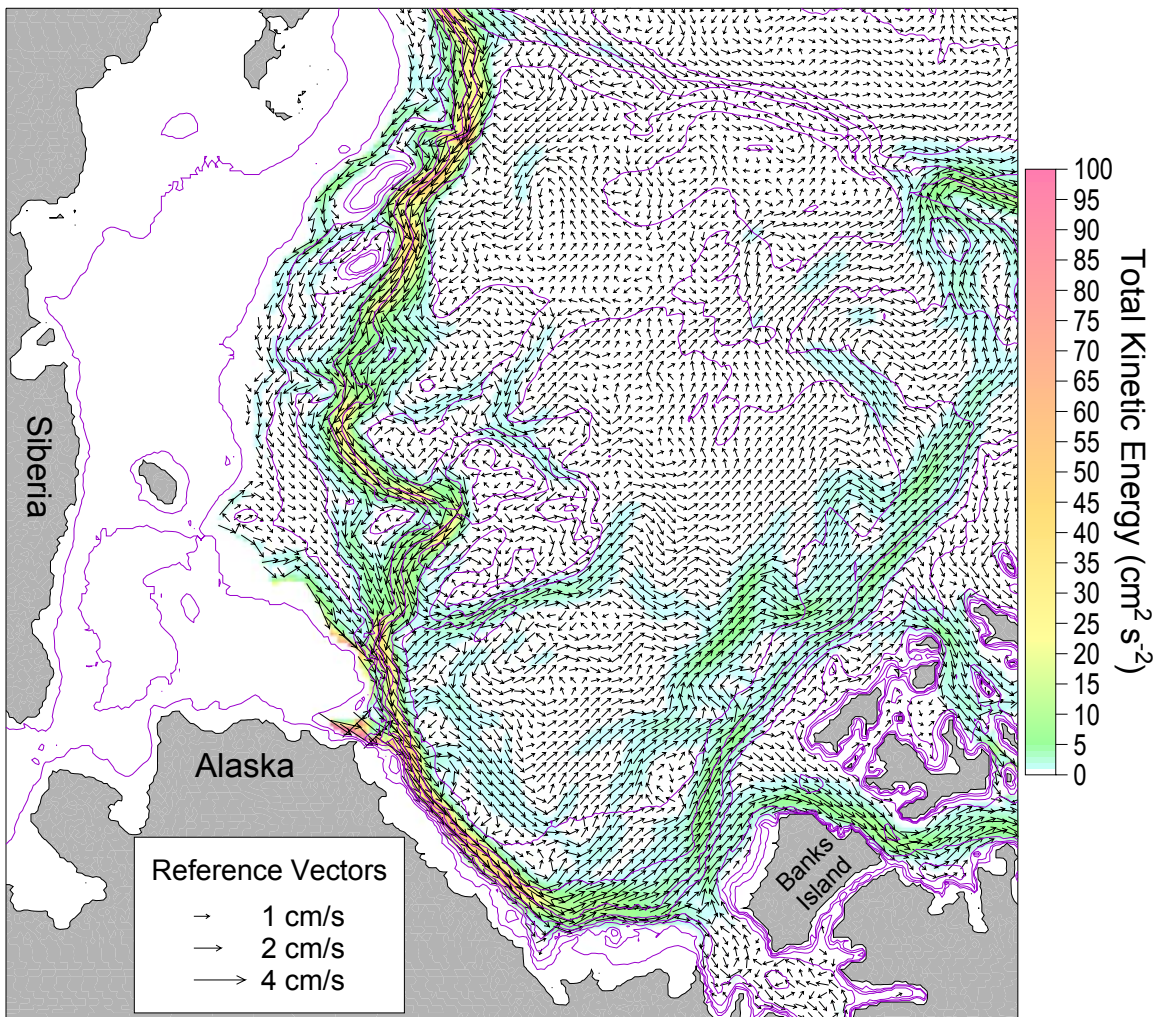 Siberia
Alaska
Banks
Island
Reference Vectors
1 cm/s
2 cm/s
4 cm/s
100
95
90
85
80
75
70
65
60
55
50
45
40
35
30
25
20
15
10
5
0
Total Kinetic Energy (cm² s⁻²)